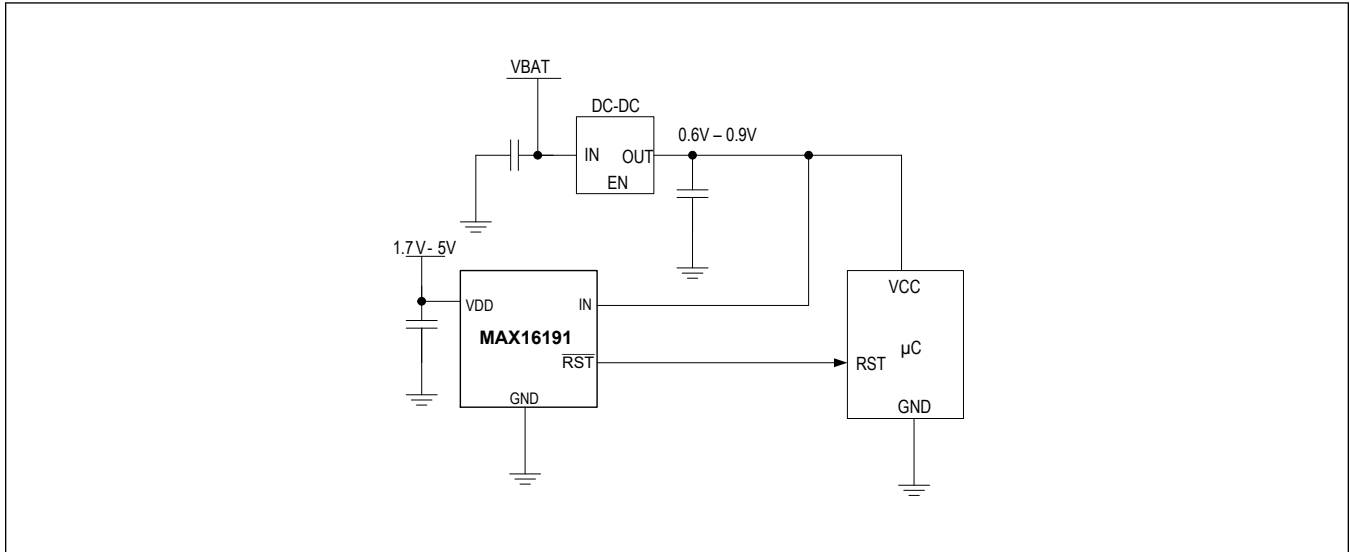 VBAT
DC-DC
0.6V – 0.9V
IN
OUT
EN
1.7V - 5V
VDD
IN
MAX16191
RST
GND
VCC
µC
RST
GND